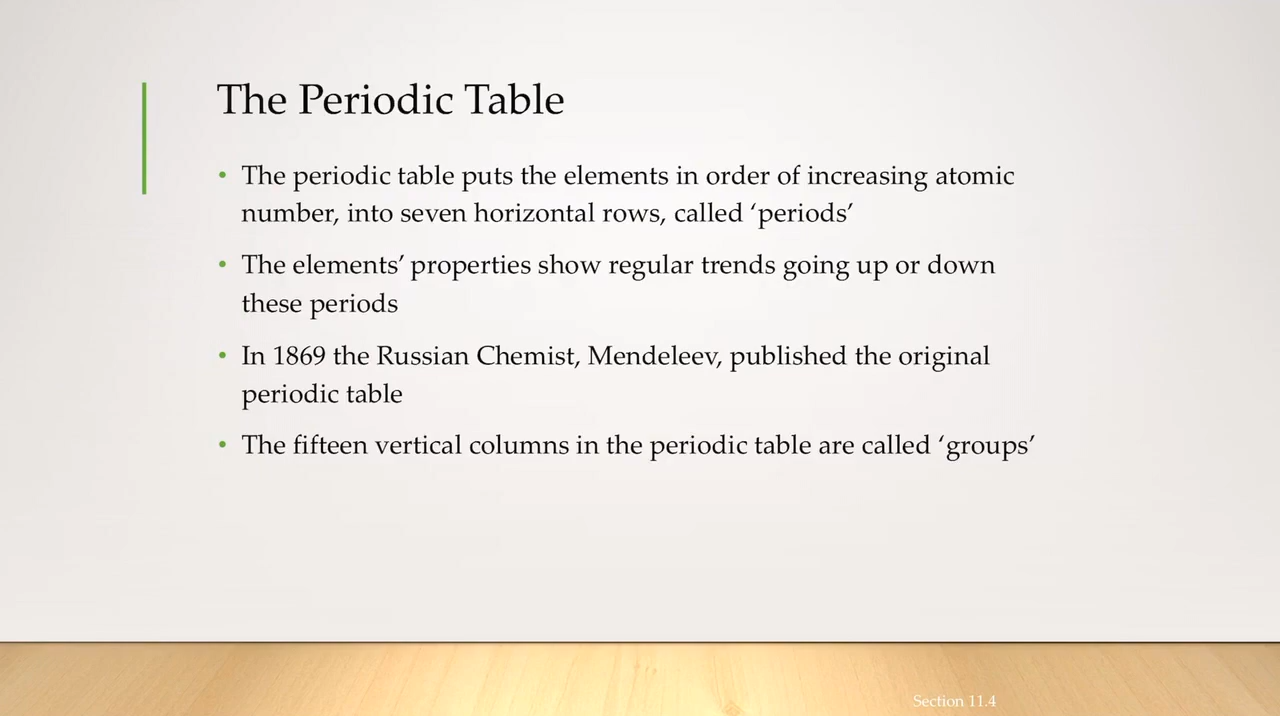 The Periodic Table
• The periodic table puts the elements in order of increasing atomic
number, into seven horizontal rows, called ‘periods’
• The elements’ properties show regular trends going up or down
these periods
• In 1869 the Russian Chemist, Mendeleev, published the original
periodic table
• The fifteen vertical columns in the periodic table are called ‘groups’
Section 11.4